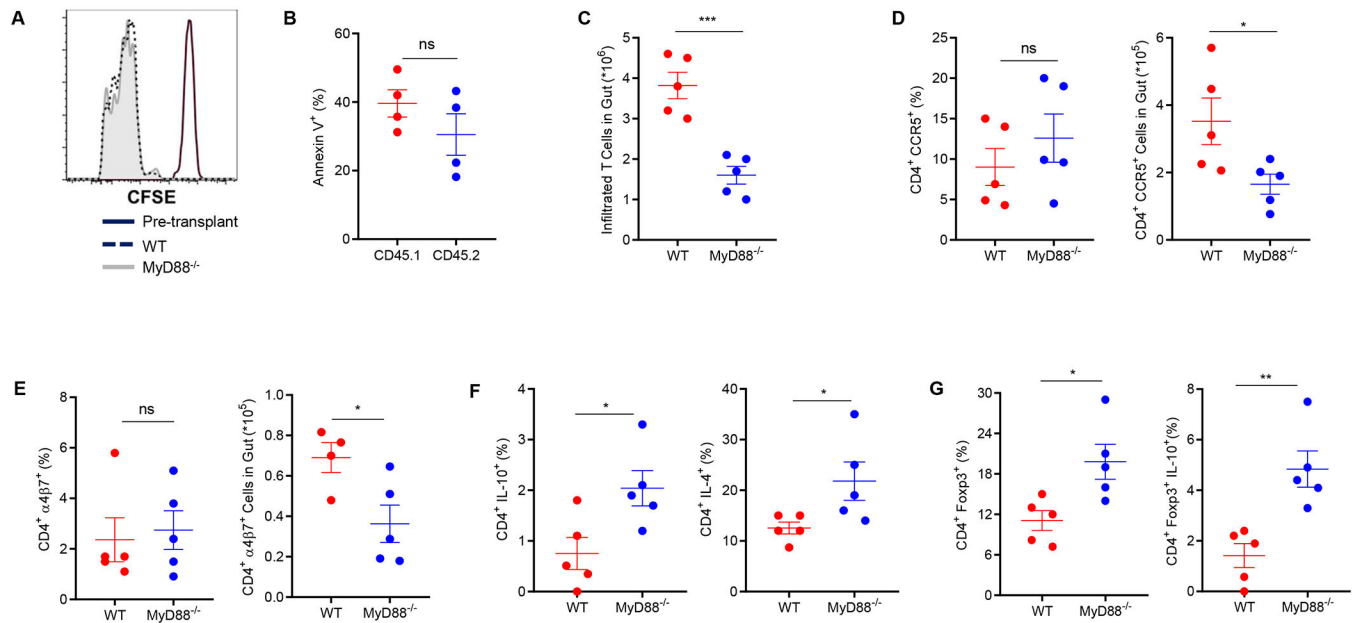 A
CFSE
Pre-transplant
WT
MyD88-/-
B
Annexin V+ (%)
60
40
20
0
ns
CD45.1
CD45.2
C
Infiltrated T Cells in Gut (*10⁶)
6
5
4
3
2
1
0
***
WT
MyD88-/-
D
CD4+ CCR5+ (%)
25
20
15
10
5
0
ns
WT
MyD88-/-
CD4+ CCR5+ Cells in Gut (*10⁵)
6
4
2
0
*
WT
MyD88-/-
E
CD4+ α4β7+ (%)
8
6
4
2
0
ns
WT
MyD88-/-
CD4+ α4β7+ Cells in Gut (*10⁵)
1.0
0.8
0.6
0.4
0.2
0.0
*
WT
MyD88-/-
F
CD4+ IL-10+ (%)
4
3
2
1
0
*
WT
MyD88-/-
CD4+ IL-4+ (%)
40
30
20
10
0
*
WT
MyD88-/-
G
CD4+ Foxp3+ (%)
30
24
18
12
6
0
*
WT
MyD88-/-
CD4+ Foxp3+ IL-10+(%)
8
6
4
2
0
**
WT
MyD88-/-